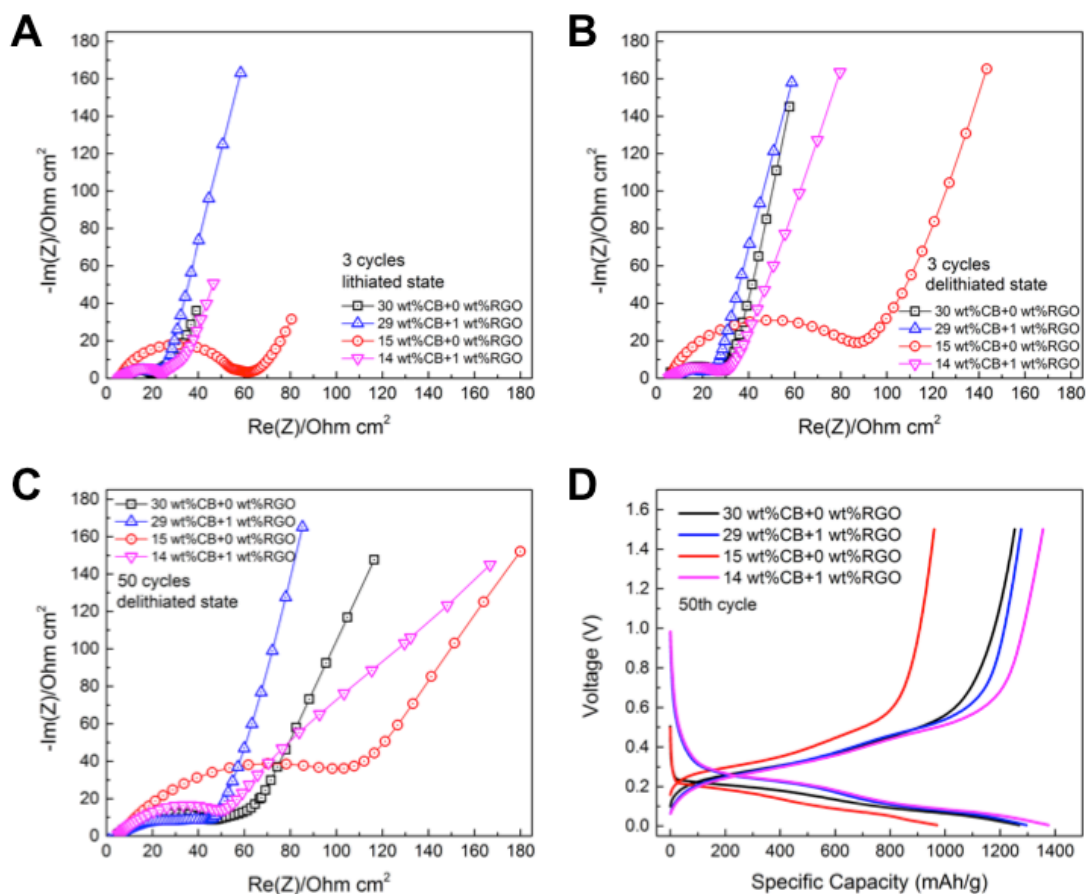 A
180
160
140
120
100
80
60
40
20
0
-Im(Z)/Ohm cm²
3 cycles
lithiated state
30 wt%CB+0 wt%RGO
29 wt%CB+1 wt%RGO
15 wt%CB+0 wt%RGO
14 wt%CB+1 wt%RGO
0 20 40 60 80 100 120 140 160 180
Re(Z)/Ohm cm²
B
180
160
140
120
100
80
60
40
20
0
-Im(Z)/Ohm cm²
3 cycles
delithiated state
30 wt%CB+0 wt%RGO
29 wt%CB+1 wt%RGO
15 wt%CB+0 wt%RGO
14 wt%CB+1 wt%RGO
0 20 40 60 80 100 120 140 160 180
Re(Z)/Ohm cm²
C
180
160
140
120
100
80
60
40
20
0
-Im(Z)/Ohm cm²
30 wt%CB+0 wt%RGO
29 wt%CB+1 wt%RGO
15 wt%CB+0 wt%RGO
14 wt%CB+1 wt%RGO
50 cycles
delithiated state
0 20 40 60 80 100 120 140 160 180
Re(Z)/Ohm cm²
D
1.8
1.5
1.2
0.9
0.6
0.4
0.2
0.0
Voltage (V)
30 wt%CB+0 wt%RGO
29 wt%CB+1 wt%RGO
15 wt%CB+0 wt%RGO
14 wt%CB+1 wt%RGO
50th cycle
0 200 400 600 800 1000 1200 1400
Specific Capacity (mAh/g)